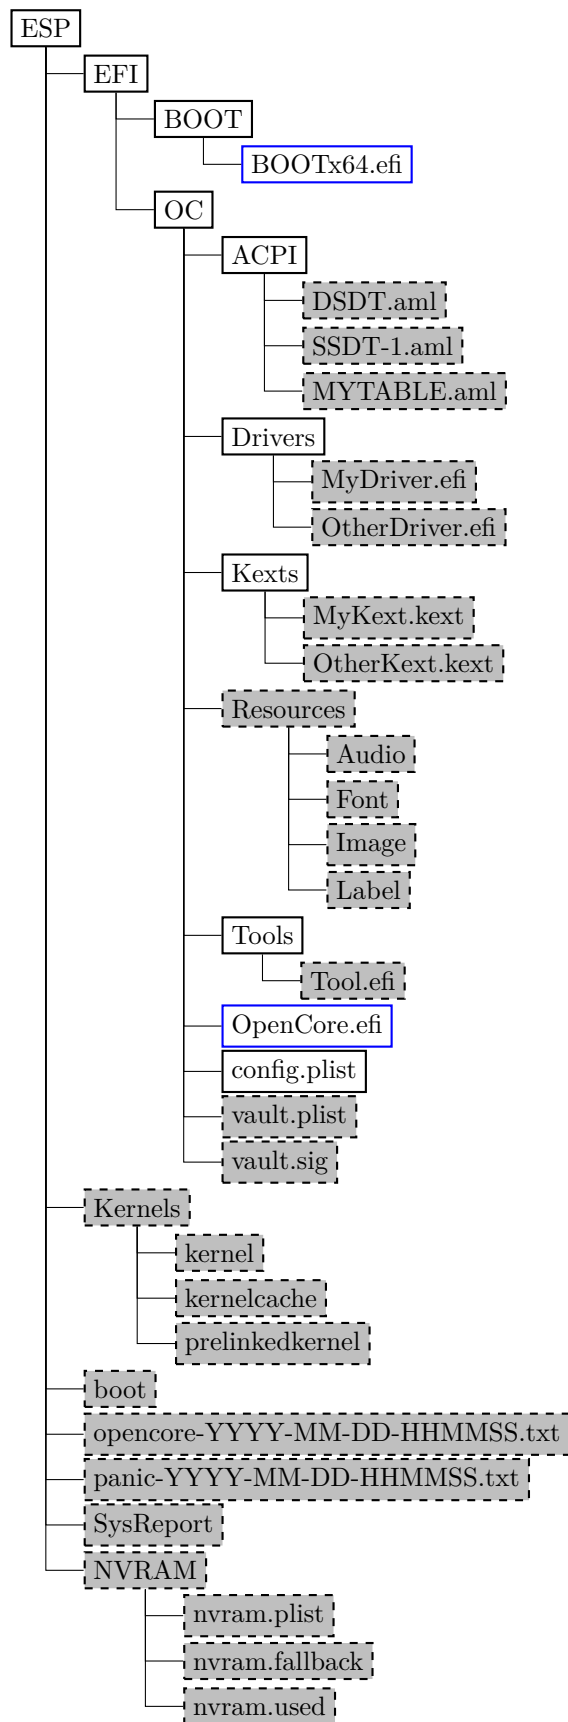 ESP
EFI
BOOT
BOOTx64.efi
OC
ACPI
DSDT.aml
SSDT-1.aml
MYTABLE.aml
Drivers
MyDriver.efi
OtherDriver.efi
Kexts
MyKext.kext
OtherKext.kext
Resources
Audio
Font
Image
Label
Tools
Tool.efi
OpenCore.efi
config.plist
vault.plist
vault.sig
Kernels
kernel
kernelcache
prelinkedkernel
boot
opencore-YYYY-MM-DD-HHMMSS.txt
panic-YYYY-MM-DD-HHMMSS.txt
SysReport
NVRAM
nvram.plist
nvram.fallback
nvram.used